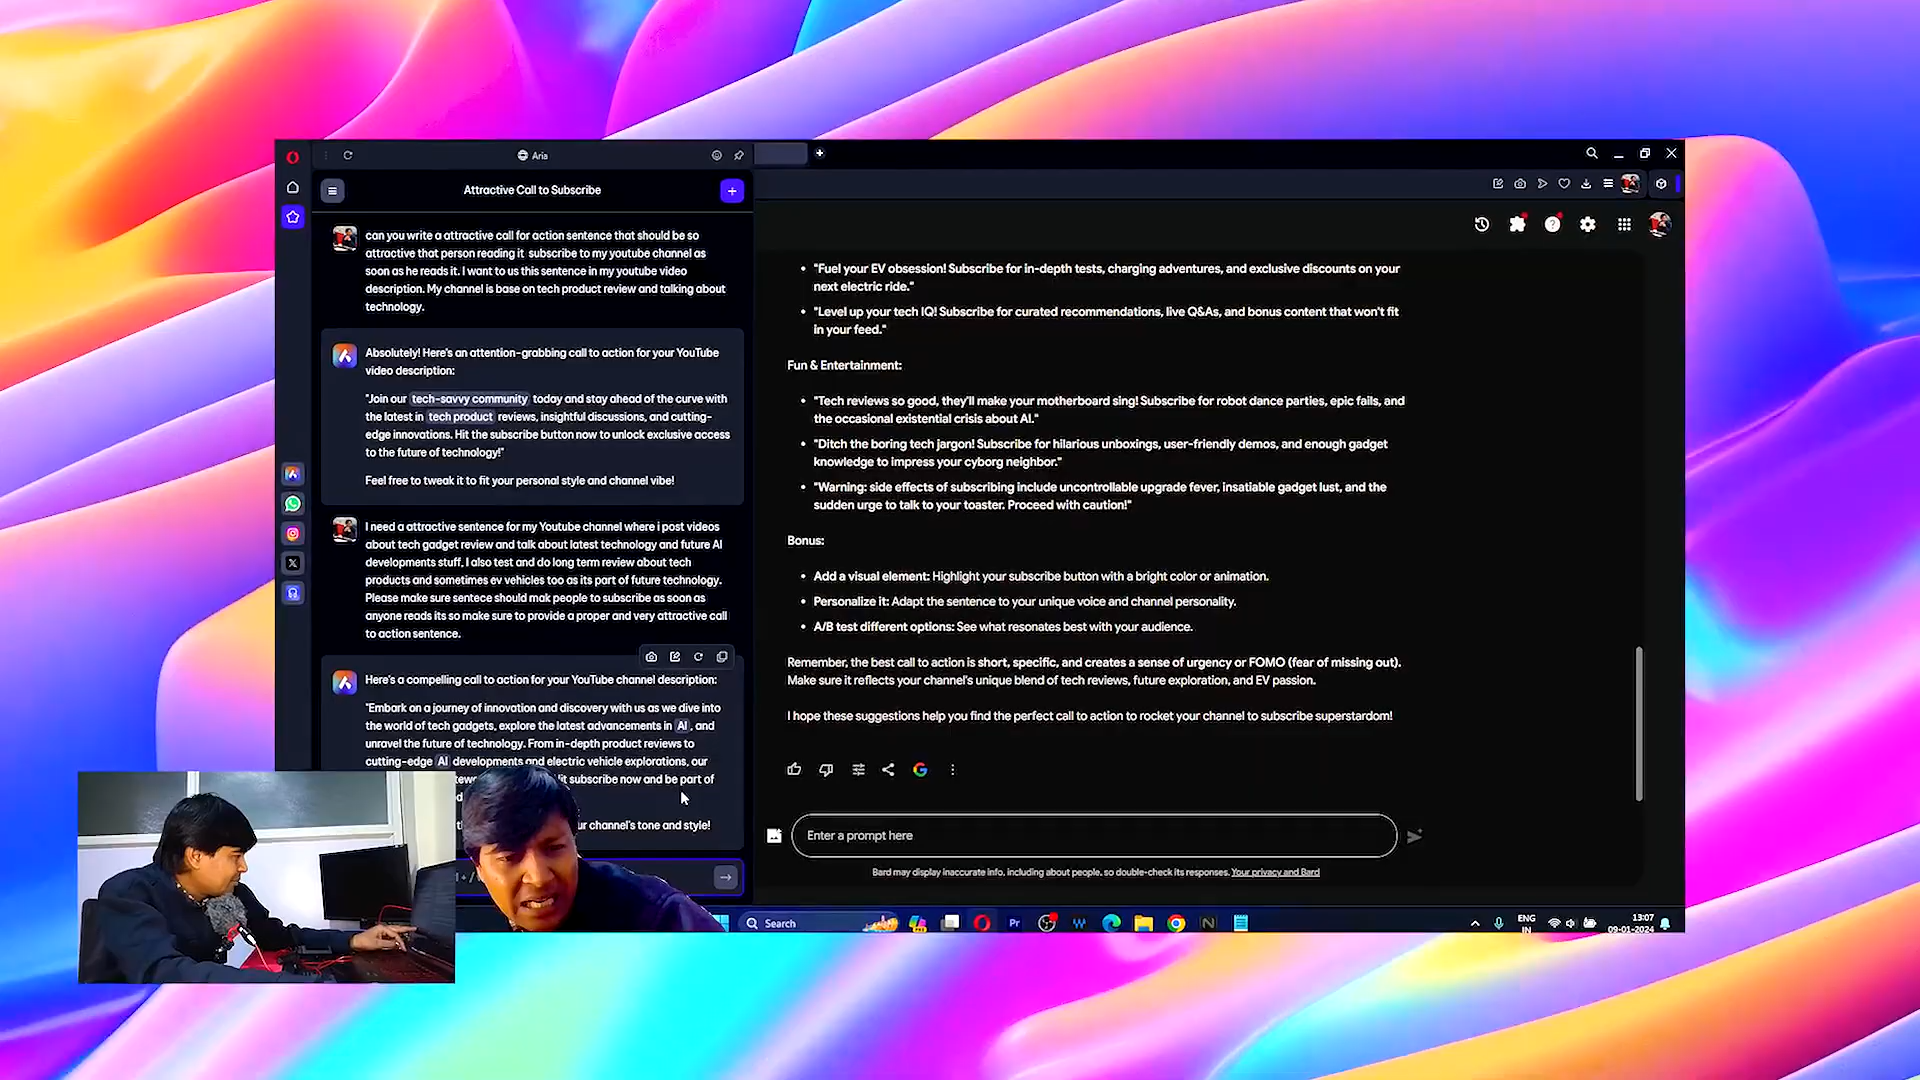 Aria
Attractive Call to Subscribe
can you write a attractive call for action sentence that should be so
attractive that person reading it subscribe to my youtube channel as
soon as he reads it. I want to us this sentence in my youtube video
description. My channel is base on tech product review and talking about
technology.
Absolutely! Here's an attention-grabbing call to action for your YouTube
video description:
"Join our tech-savvy community today and stay ahead of the curve with
the latest in tech product reviews, insightful discussions, and cutting-
edge innovations. Hit the subscribe button now to unlock exclusive access
to the future of technology!"
Feel free to tweak it to fit your personal style and channel vibe!
I need a attractive sentence for my Youtube channel where i post videos
about tech gadget review and talk about latest technology and future AI
developments stuff, I also test and do long term review about tech
products and sometimes ev vehicles too as its part of future technology.
Please make sure sentece should mak people to subscribe as soon as
anyone reads its so make sure to provide a proper and very attractive call
to action sentence.
Here's a compelling call to action for your YouTube channel description:
"Embark on a journey of innovation and discovery with us as we dive into
the world of tech gadgets, explore the latest advancements in AI, and
unravel the future of technology. From in-depth product reviews to
cutting-edge AI developments and electric vehicle explorations, our
subscribe now and be part of
channel's tone and style!
"Fuel your EV obsession! Subscribe for in-depth tests, charging adventures, and exclusive discounts on your
next electric ride."
"Level up your tech IQ! Subscribe for curated recommendations, live Q&As, and bonus content that won't fit
in your feed."
Fun & Entertainment:
"Tech reviews so good, they'll make your motherboard sing! Subscribe for robot dance parties, epic fails, and
the occasional existential crisis about AI."
"Ditch the boring tech jargon! Subscribe for hilarious unboxings, user-friendly demos, and enough gadget
knowledge to impress your cyborg neighbor."
"Warning: side effects of subscribing include uncontrollable upgrade fever, insatiable gadget lust, and the
sudden urge to talk to your toaster. Proceed with caution!"
Bonus:
Add a visual element: Highlight your subscribe button with a bright color or animation.
Personalize it: Adapt the sentence to your unique voice and channel personality.
A/B test different options: See what resonates best with your audience.
Remember, the best call to action is short, specific, and creates a sense of urgency or FOMO (fear of missing out).
Make sure it reflects your channel's unique blend of tech reviews, future exploration, and EV passion.
I hope these suggestions help you find the perfect call to action to rocket your channel to subscribe superstardom!
Enter a prompt here
Bard may display inaccurate info, including about people, so double-check its responses. Your privacy and Bard
Search
Pr
ENG
IN
13:07
09-01-2024